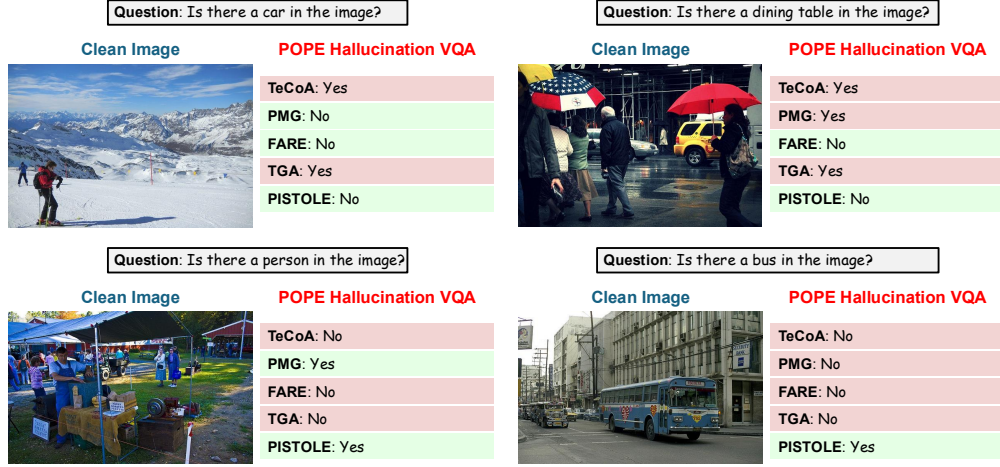 Question: Is there a car in the image?
Clean Image
POPE Hallucination VQA
TeCoA: Yes
PMG: No
FARE: No
TGA: Yes
PISTOLE: No
Question: Is there a dining table in the image?
Clean Image
POPE Hallucination VQA
TeCoA: Yes
PMG: Yes
FARE: No
TGA: Yes
PISTOLE: No
Question: Is there a person in the image?
Clean Image
POPE Hallucination VQA
TeCoA: No
PMG: Yes
FARE: No
TGA: No
PISTOLE: Yes
Question: Is there a bus in the image?
Clean Image
POPE Hallucination VQA
TeCoA: No
PMG: No
FARE: No
TGA: No
PISTOLE: Yes